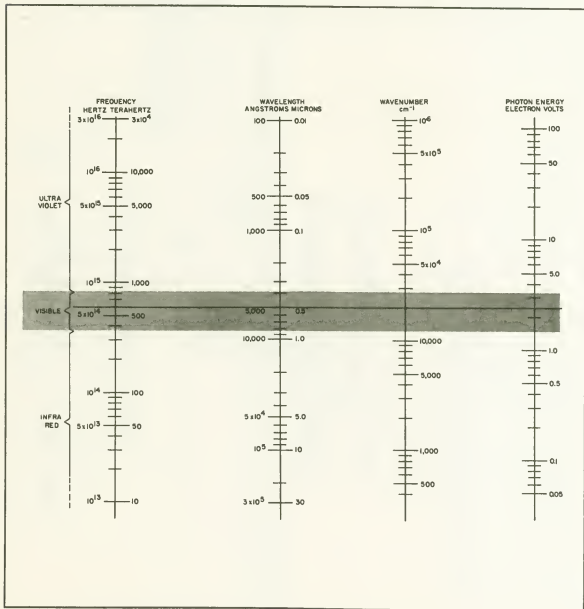 FREQUENCY
HERTZ TERAHERTZ
3x10¹⁶ 3x10⁴
10¹⁶ 10,000
5x10¹⁵ 5,000
10¹⁵ 1,000
5x10¹⁴ 500
10¹⁴ 100
5x10¹³ 50
10¹³ 10
ULTRA
VIOLET
VISIBLE
INFRA
RED
WAVELENGTH
ANGSTROMS MICRONS
100 0.01
500 0.05
1,000 0.1
5,000 0.5
10,000 1.0
5x10⁴ 5.0
10⁵ 10
3x10⁵ 30
WAVENUMBER
cm⁻¹
10⁶
5x10⁵
10⁵
5x10⁴
10,000
5,000
1,000
500
PHOTON ENERGY
ELECTRON VOLTS
100
50
10
5.0
1.0
0.5
0.1
0.05